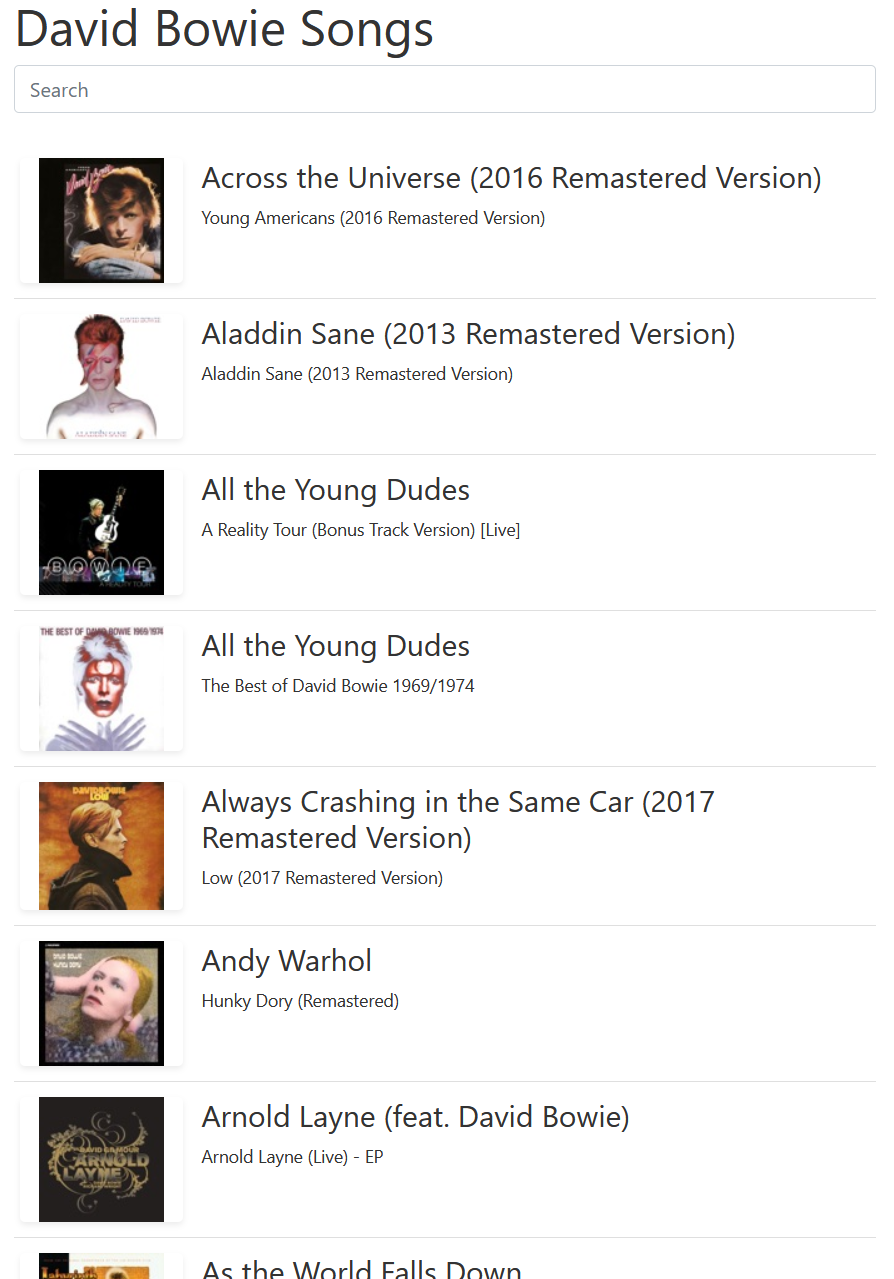 David Bowie Songs
Search
Across the Universe (2016 Remastered Version)
Young Americans (2016 Remastered Version)
DAVID BOWIE
ALADDIN SANE
Aladdin Sane (2013 Remastered Version)
Aladdin Sane (2013 Remastered Version)
BOWIE
A REALITY TOUR
All the Young Dudes
A Reality Tour (Bonus Track Version) [Live]
THE BEST OF DAVID BOWIE 1969/1974
All the Young Dudes
The Best of David Bowie 1969/1974
DAVID BOWIE
LOW
Always Crashing in the Same Car (2017
Remastered Version)
Low (2017 Remastered Version)
Andy Warhol
Hunky Dory (Remastered)
DAVID GILMOUR
ARNOLD
LAYNE
Arnold Layne (feat. David Bowie)
Arnold Layne (Live) - EP
As the World Falls Down